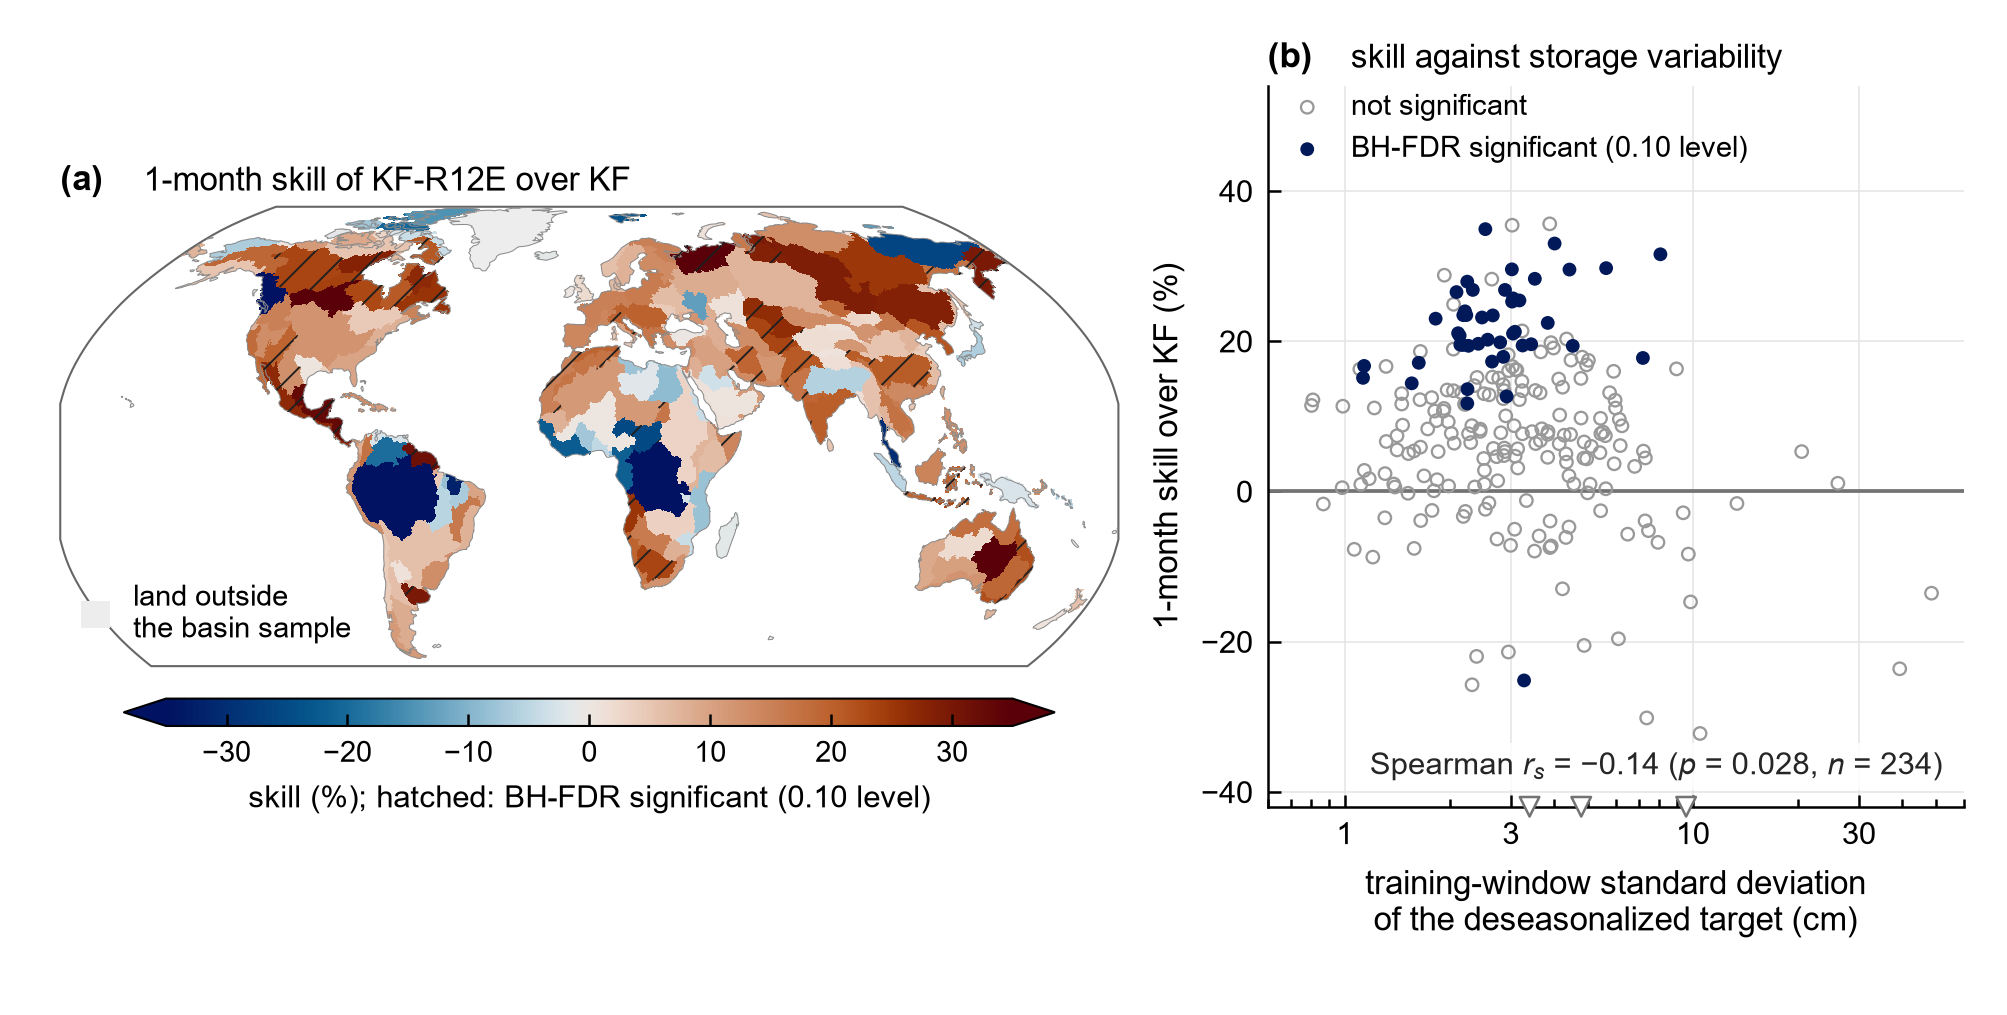 (a) 1-month skill of KF-R12E over KF
land outside
the basin sample
−30 −20 −10 0 10 20 30
skill (%); hatched: BH-FDR significant (0.10 level)
(b) skill against storage variability
not significant
BH-FDR significant (0.10 level)
1-month skill over KF (%)
40
20
0
−20
−40
Spearman rs = −0.14 (p = 0.028, n = 234)
1 3 10 30
training-window standard deviation
of the deseasonalized target (cm)